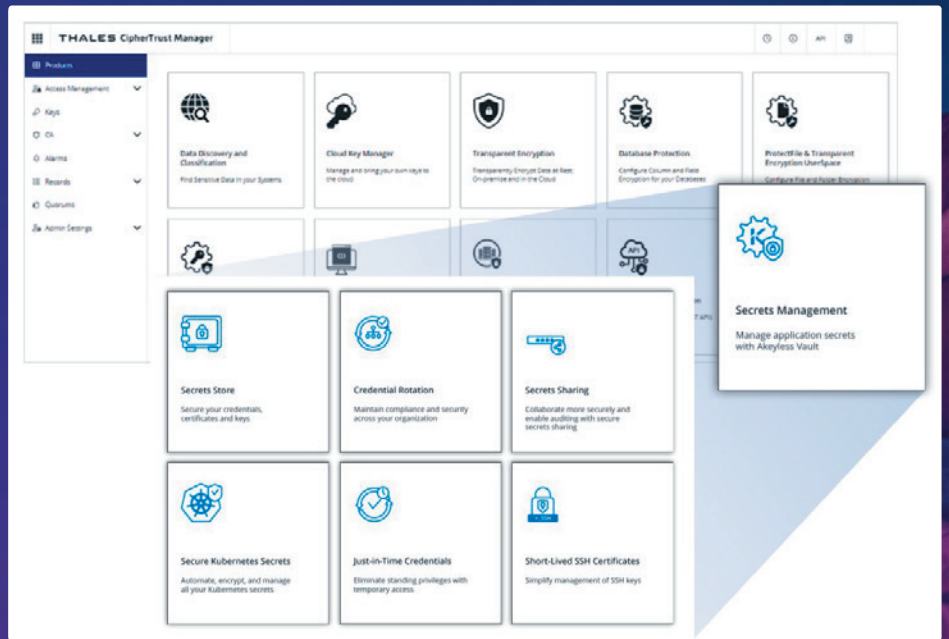 THALES CipherTrust Manager
API
Products
Access Management
Keys
CA
Alarms
Records
Quorums
Admin Settings
Data Discovery and
Classification
Find Sensitive Data in your Systems
Cloud Key Manager
Manage and bring your own keys to
the cloud
Transparent Encryption
Transparently Encrypt Data at Rest,
On-premise and in the Cloud
Database Protection
Configure Column and Field
Encryption for your Databases
ProtectFile & Transparent
Encryption UserSpace
Configure File and Folder Encryption
API
Secrets Management
Manage application secrets
with Akeyless Vault
Secrets Store
Secure your credentials,
certificates and keys
Credential Rotation
Maintain compliance and security
across your organization
Secrets Sharing
Collaborate more securely and
enable auditing with secure
secrets sharing
Secure Kubernetes Secrets
Automate, encrypt, and manage
all your Kubernetes secrets
Just-in-Time Credentials
Eliminate standing privileges with
temporary access
SSH
Short-Lived SSH Certificates
Simplify management of SSH keys